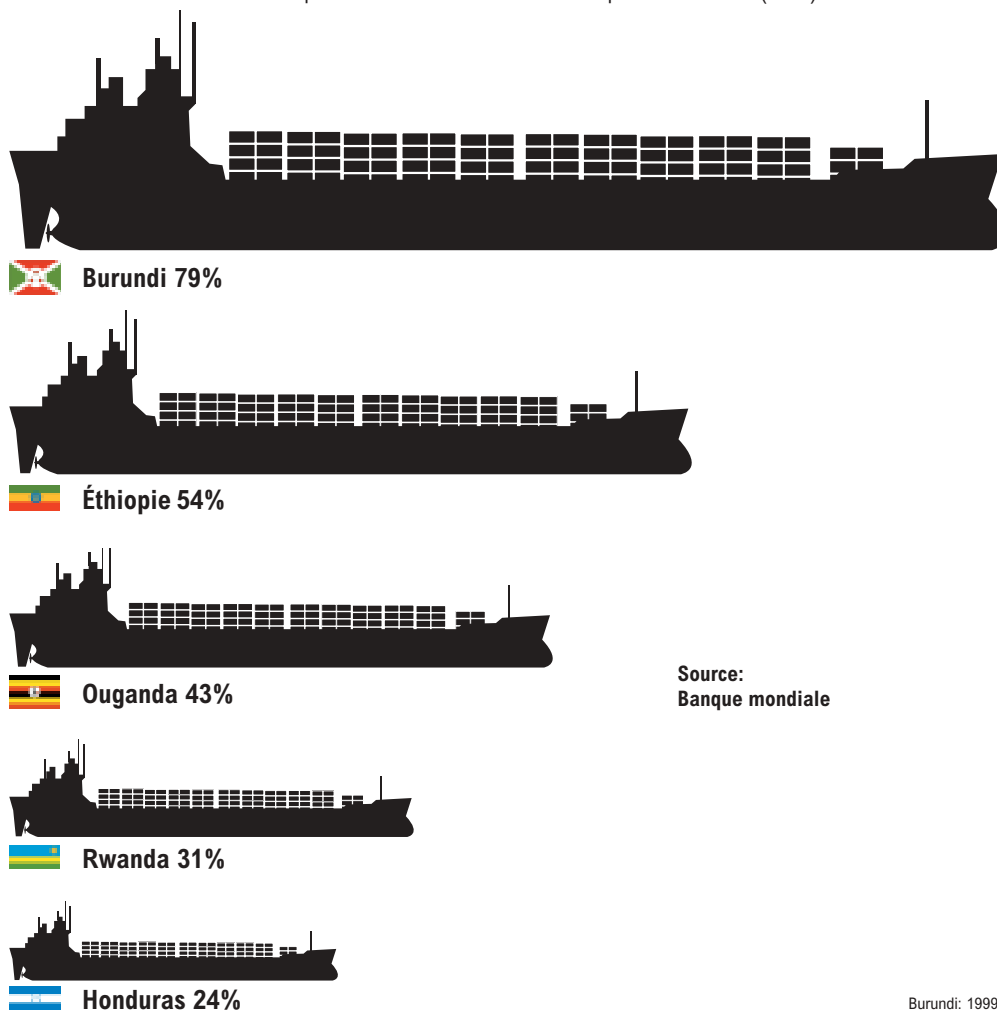 Burundi 79%
Éthiopie 54%
Ouganda 43%
Source:
Banque mondiale
Rwanda 31%
Honduras 24%
Burundi: 1999